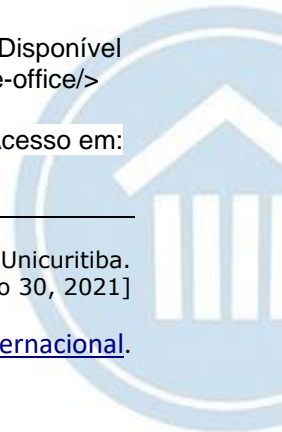 Disponível
e-office/>
cesso em:
Unicuritiba.
o 30, 2021]
ernacional.